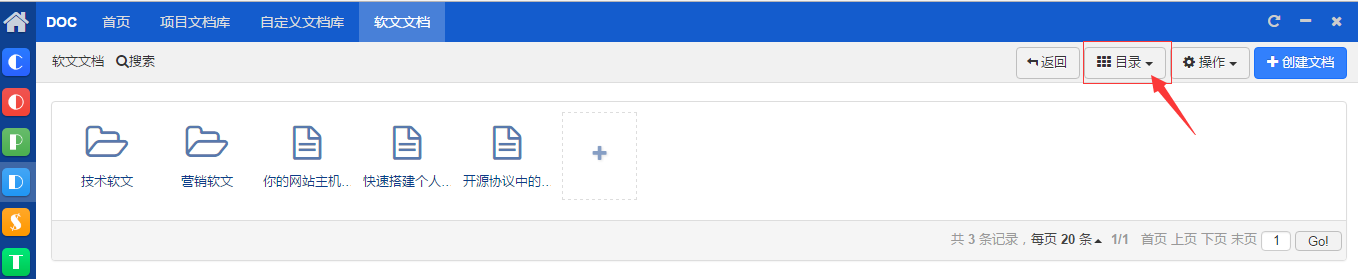 DOC 首页 项目文档库 自定义文档库 软文文档
软文文档 搜索 返回 目录 操作 创建文档
技术软文 营销软文 你的网站主机... 快速搭建个人... 开源协议中的...
共 3 条记录，每页 20 条 1/1 首页 上页 下页 末页 1 Go!
C
D
P
D
$
T